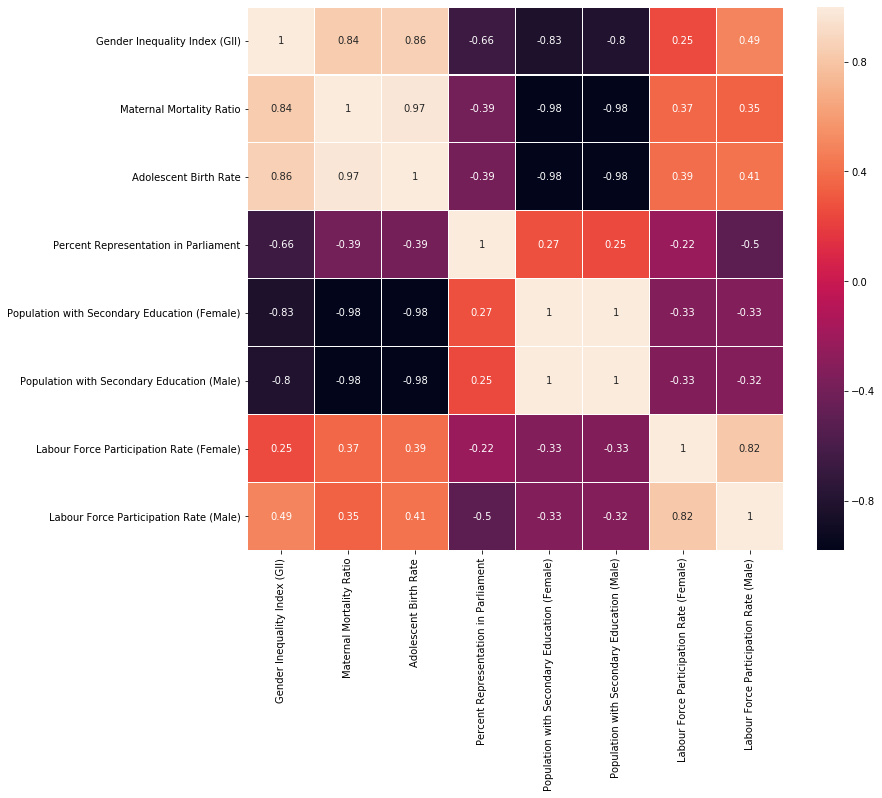 Gender Inequality Index (GII) 1 0.84 0.86 -0.66 -0.83 -0.8 0.25 0.49
0.8
Maternal Mortality Ratio 0.84 1 0.97 -0.39 -0.98 -0.98 0.37 0.35
0.4
Adolescent Birth Rate 0.86 0.97 1 -0.39 -0.98 -0.98 0.39 0.41
Percent Representation in Parliament -0.66 -0.39 -0.39 1 0.27 0.25 -0.22 -0.5
0.0
Population with Secondary Education (Female) -0.83 -0.98 -0.98 0.27 1 1 -0.33 -0.33
Population with Secondary Education (Male) -0.8 -0.98 -0.98 0.25 1 1 -0.33 -0.32
-0.4
Labour Force Participation Rate (Female) 0.25 0.37 0.39 -0.22 -0.33 -0.33 1 0.82
-0.8
Labour Force Participation Rate (Male) 0.49 0.35 0.41 -0.5 -0.33 -0.32 0.82 1
Gender Inequality Index (GII)
Maternal Mortality Ratio
Adolescent Birth Rate
Percent Representation in Parliament
Population with Secondary Education (Female)
Population with Secondary Education (Male)
Labour Force Participation Rate (Female)
Labour Force Participation Rate (Male)